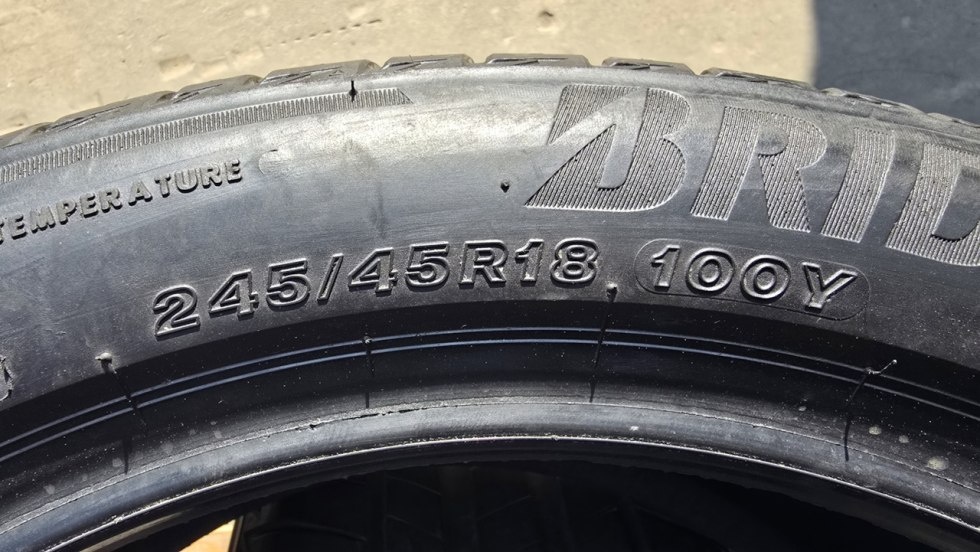 TEMPERATURE
BRID
245/45R18 100Y